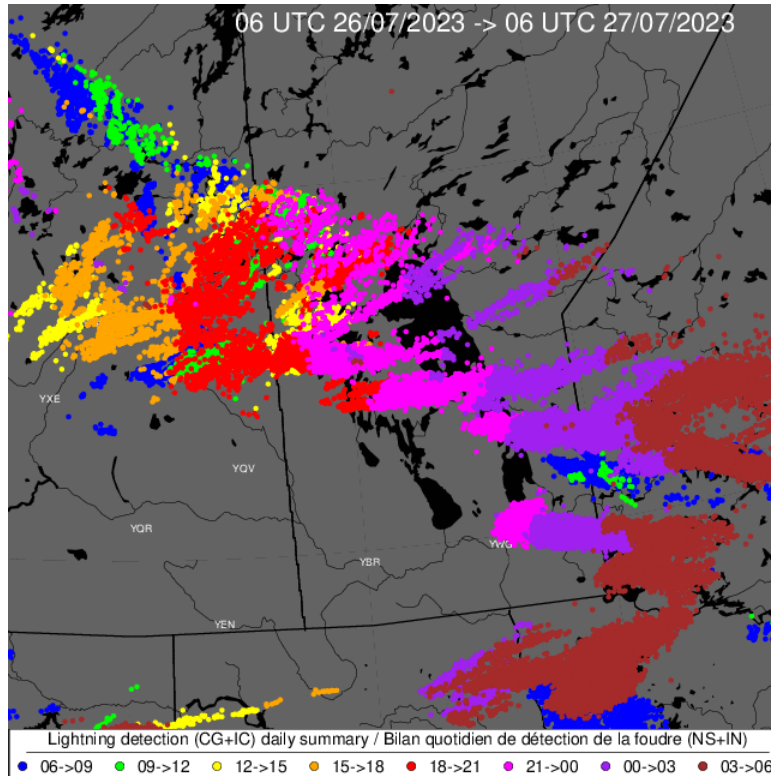 06 UTC 26/07/2023 -> 06 UTC 27/07/2023
YXE
YQV
YQR
YWG
YBR
YEN
Lightning detection (CG+IC) daily summary / Bilan quotidien de détection de la foudre (NS+IN)
06->09 09->12 12->15 15->18 18->21 21->00 00->03 03->06